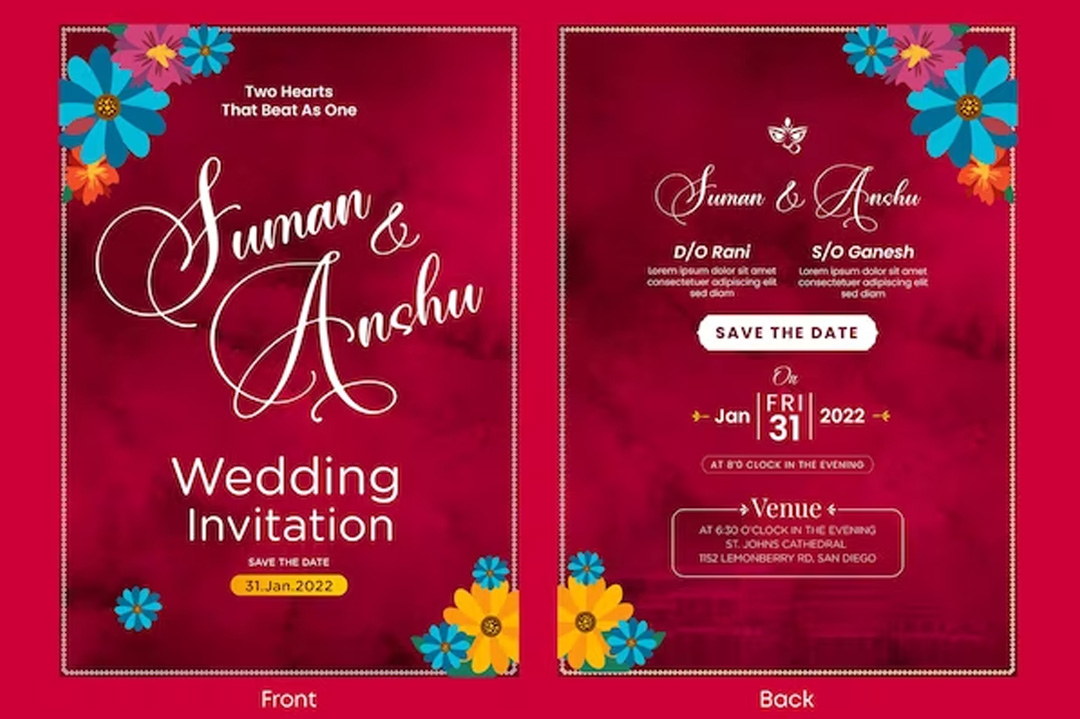 Two Hearts
That Beat As One
Suman &
Anshu
Wedding
Invitation
SAVE THE DATE
31.Jan.2022
Front
Suman & Anshu
D/O Rani
Lorem ipsum dolor sit amet
consectetuer adipiscing elit
sed diam
S/O Ganesh
Lorem ipsum dolor sit amet
consectetuer adipiscing elit
sed diam
SAVE THE DATE
On
Jan FRI 31 2022
AT 8'0 CLOCK IN THE EVENING
Venue
AT 6:30 O'CLOCK IN THE EVENING
ST. JOHNS CATHEDRAL
1152 LEMONBERRY RD, SAN DIEGO
Back